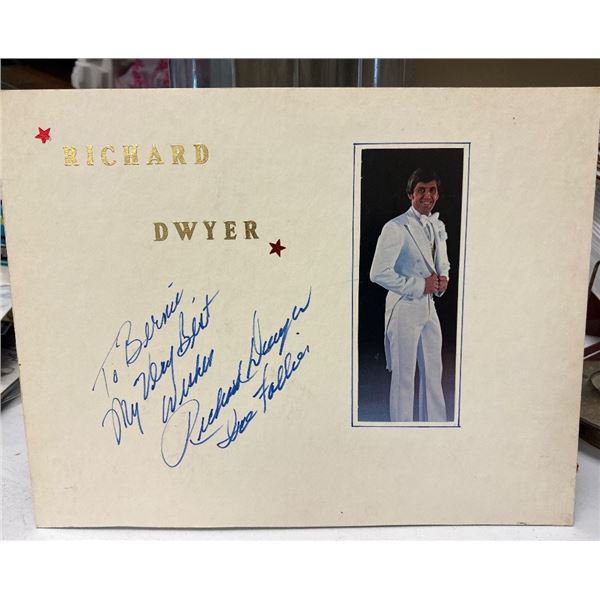 RICHARD
DWYER
To Bernie
My Very Best
Wishes
Richard Dwyer
Ice Follies